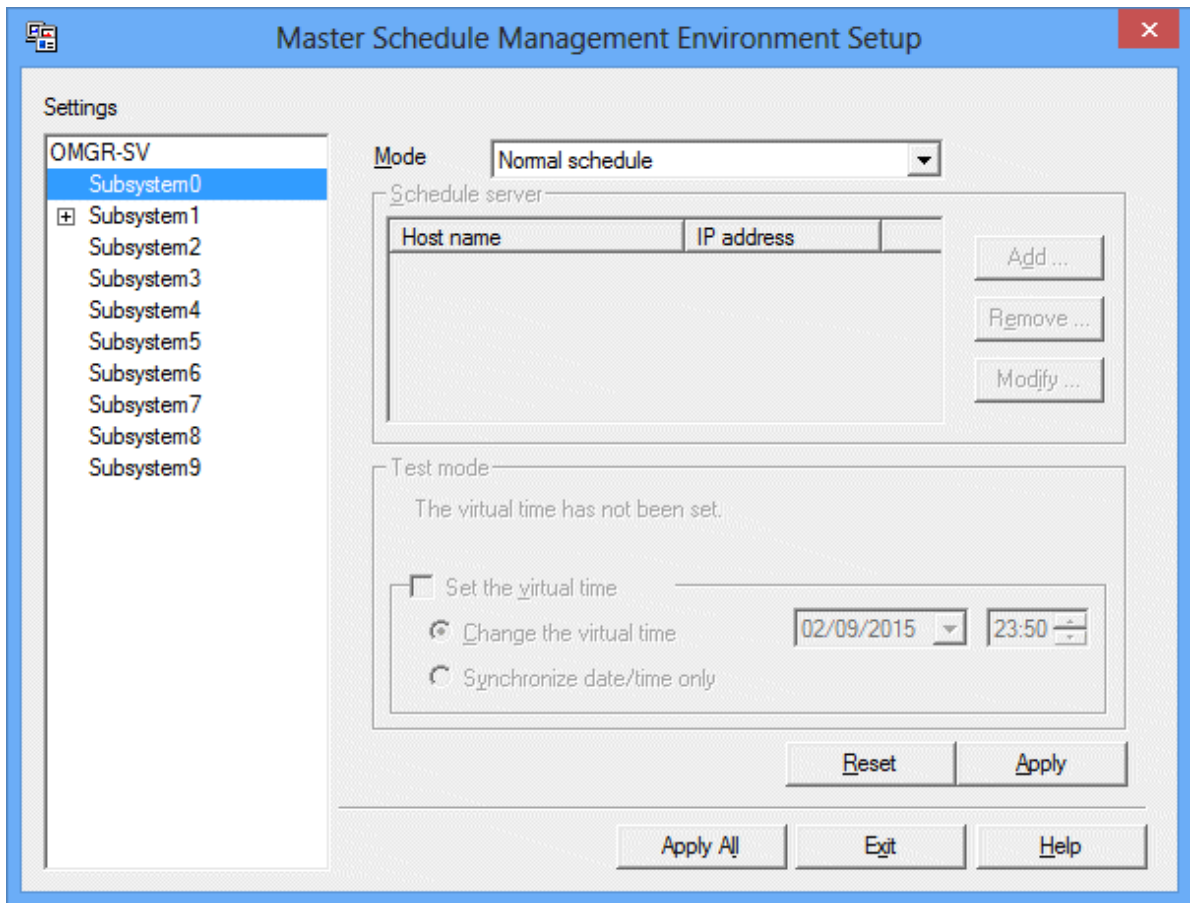 Master Schedule Management Environment Setup
Settings
OMGR-SV
Subsystem0
Subsystem1
Subsystem2
Subsystem3
Subsystem4
Subsystem5
Subsystem6
Subsystem7
Subsystem8
Subsystem9
Mode Normal schedule
Schedule server
Host name IP address
Add ...
Remove ...
Modify ...
Test mode
The virtual time has not been set.
Set the virtual time
Change the virtual time 02/09/2015 23:50
Synchronize date/time only
Reset Apply
Apply All Exit Help